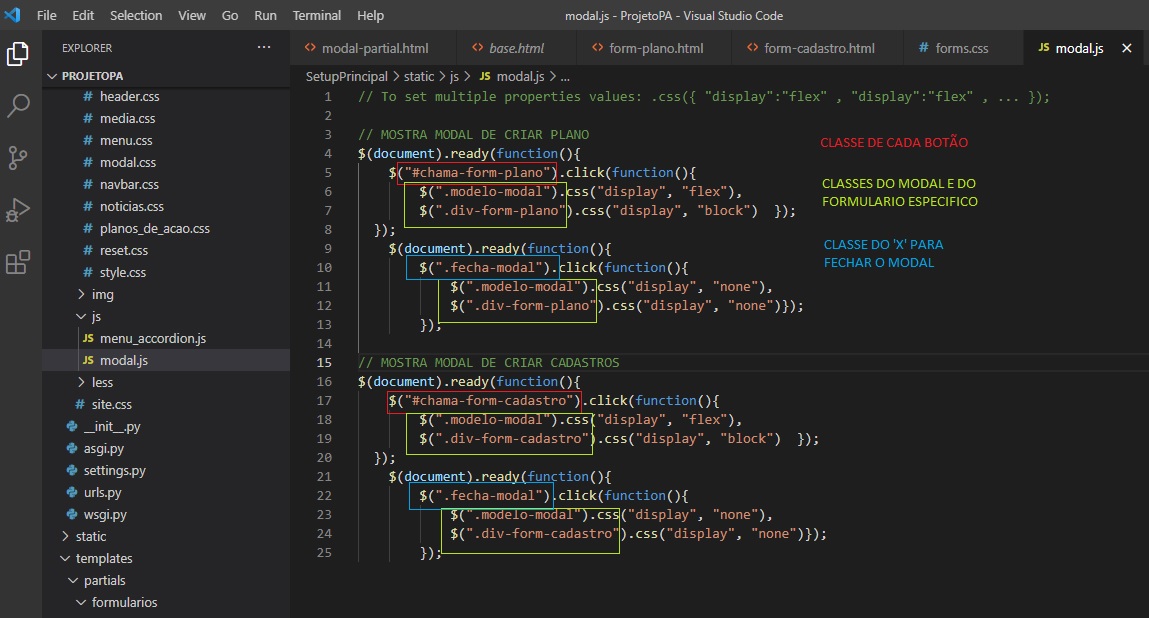 File Edit Selection View Go Run Terminal Help
modal.js - ProjetoPA - Visual Studio Code
EXPLORER ...
PROJETOPA
# header.css
# media.css
# menu.css
# modal.css
# navbar.css
# noticias.css
# planos_de_acao.css
# reset.css
# style.css
img
js
JS menu_accordion.js
JS modal.js
less
# site.css
__init__.py
asgi.py
settings.py
urls.py
wsgi.py
static
templates
partials
formularios
<> modal-partial.html <> base.html <> form-plano.html <> form-cadastro.html # forms.css JS modal.js ×
SetupPrincipal > static > js > JS modal.js > ...
1 // To set multiple properties values: .css({ "display":"flex" , "display":"flex" , ... });
2
3 // MOSTRA MODAL DE CRIAR PLANO
4 $(document).ready(function(){
5 $("#chama-form-plano").click(function(){
6 $(".modelo-modal").css("display", "flex"),
7 $(".div-form-plano").css("display", "block")  });
8 });
9 $(document).ready(function(){
10 $(".fecha-modal").click(function(){
11 $(".modelo-modal").css("display", "none"),
12 $(".div-form-plano").css("display", "none")});
13 });
14
15 // MOSTRA MODAL DE CRIAR CADASTROS
16 $(document).ready(function(){
17 $("#chama-form-cadastro").click(function(){
18 $(".modelo-modal").css("display", "flex"),
19 $(".div-form-cadastro").css("display", "block")  });
20 });
21 $(document).ready(function(){
22 $(".fecha-modal").click(function(){
23 $(".modelo-modal").css("display", "none"),
24 $(".div-form-cadastro").css("display", "none")});
25 });
CLASSE DE CADA BOTÃO
CLASSES DO MODAL E DO
FORMULARIO ESPECIFICO
CLASSE DO 'X' PARA
FECHAR O MODAL